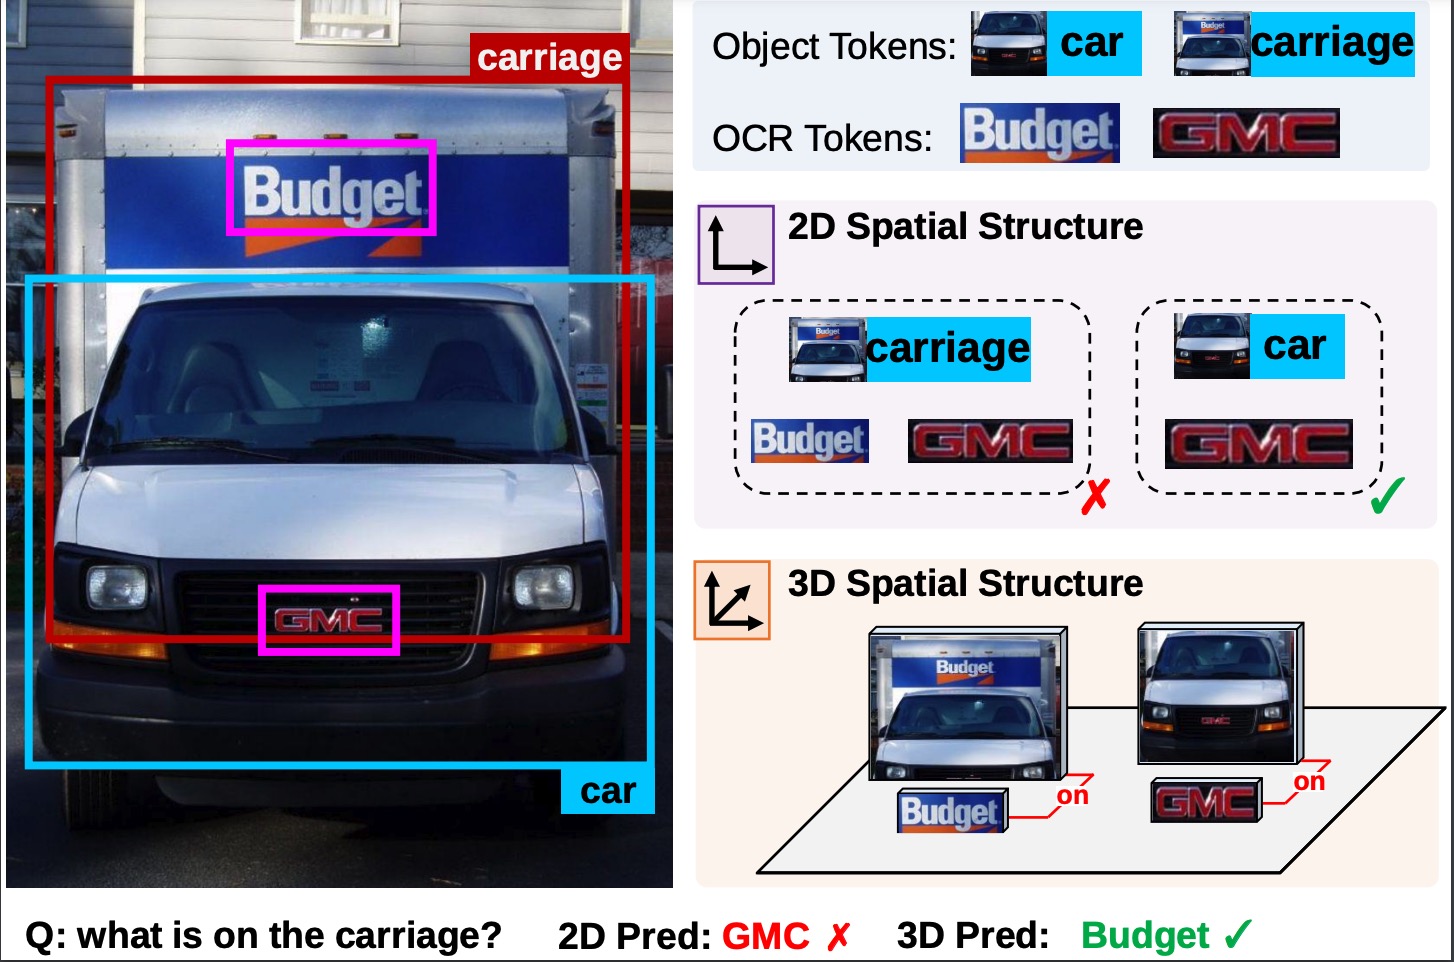 carriage
Budget
GMC
car
Object Tokens: car carriage
Budget
OCR Tokens: Budget GMC
2D Spatial Structure
Budget
carriage car
Budget GMC GMC
✗ ✓
3D Spatial Structure
Budget
GMC
on
on
Budget GMC
Q: what is on the carriage? 2D Pred: GMC ✗ 3D Pred: Budget ✓